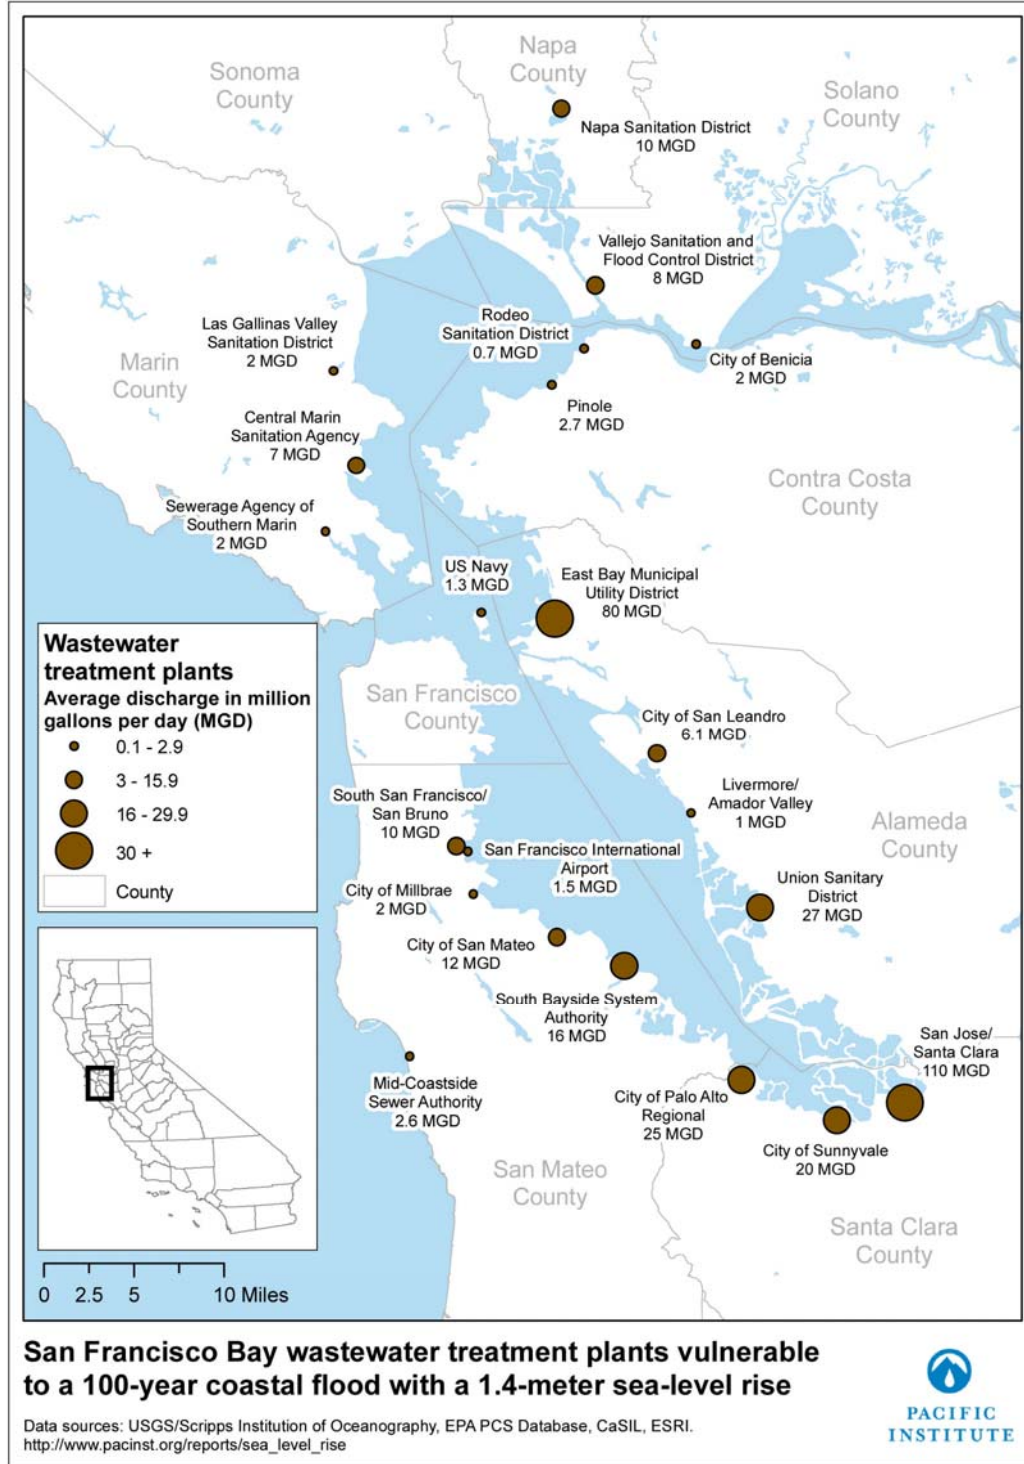 Sonoma
County
Napa
County
Solano
County
Napa Sanitation District
10 MGD
Vallejo Sanitation and
Flood Control District
8 MGD
Rodeo
Sanitation District
0.7 MGD
Las Gallinas Valley
Sanitation District
2 MGD
City of Benicia
2 MGD
Marin
County
Pinole
2.7 MGD
Central Marin
Sanitation Agency
7 MGD
Contra Costa
County
Sewerage Agency of
Southern Marin
2 MGD
US Navy
1.3 MGD
East Bay Municipal
Utility District
80 MGD
Wastewater
treatment plants
Average discharge in million
gallons per day (MGD)
0.1 - 2.9
3 - 15.9
16 - 29.9
30 +
County
San Francisco
County
City of San Leandro
6.1 MGD
South San Francisco/
San Bruno
10 MGD
Livermore/
Amador Valley
1 MGD
Alameda
County
San Francisco International
Airport
1.5 MGD
City of Millbrae
2 MGD
Union Sanitary
District
27 MGD
City of San Mateo
12 MGD
South Bayside System
Authority
16 MGD
San Jose/
Santa Clara
110 MGD
Mid-Coastside
Sewer Authority
2.6 MGD
City of Palo Alto
Regional
25 MGD
City of Sunnyvale
20 MGD
San Mateo
County
Santa Clara
County
0 2.5 5 10 Miles
San Francisco Bay wastewater treatment plants vulnerable
to a 100-year coastal flood with a 1.4-meter sea-level rise
Data sources: USGS/Scripps Institution of Oceanography, EPA PCS Database, CaSIL, ESRI.
http://www.pacinst.org/reports/sea_level_rise
PACIFIC
INSTITUTE